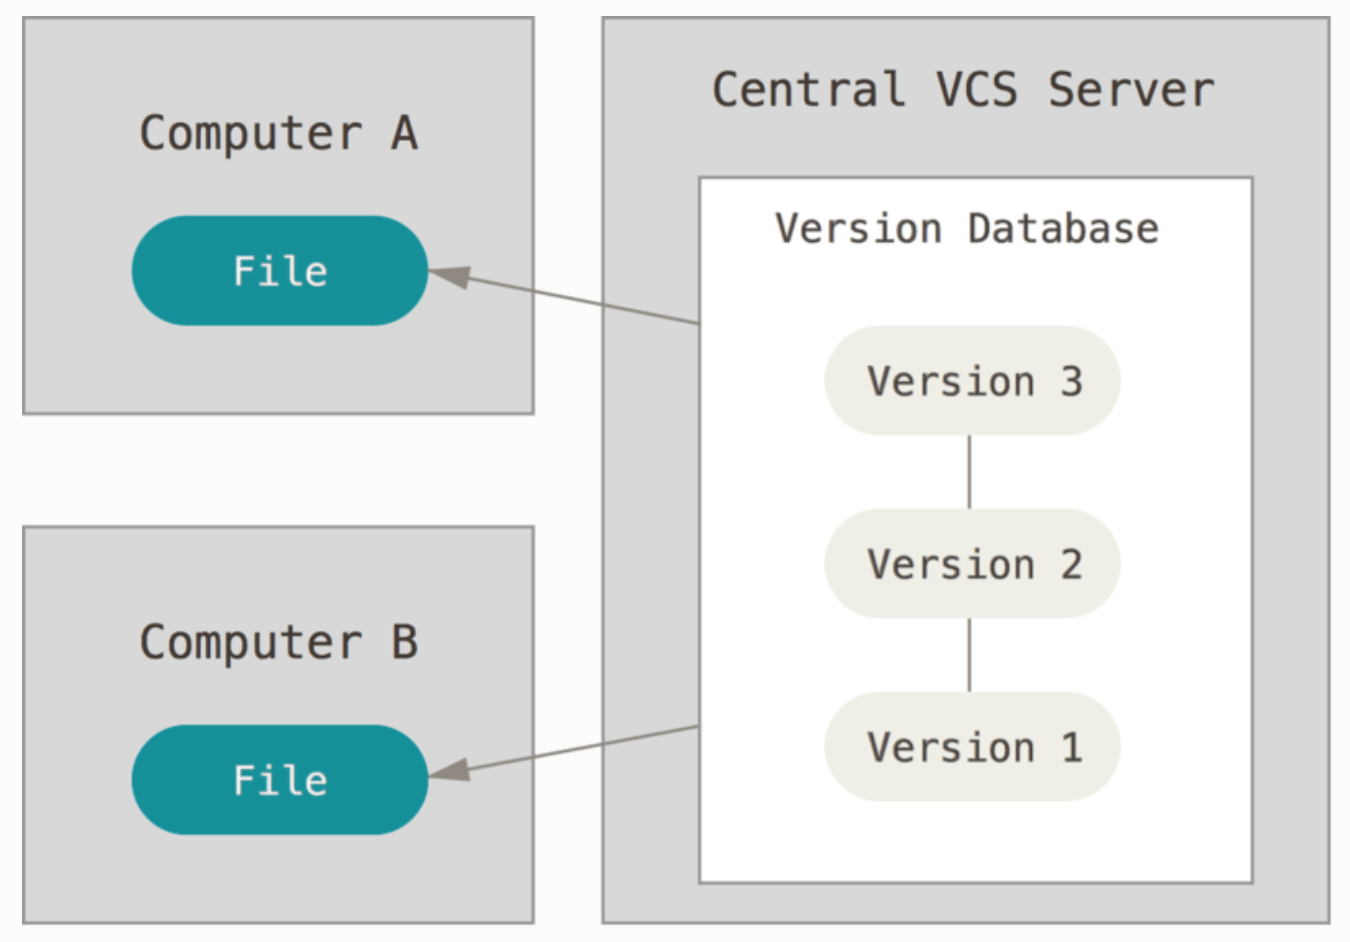 Computer A
File
Computer B
File
Central VCS Server
Version Database
Version 3
Version 2
Version 1